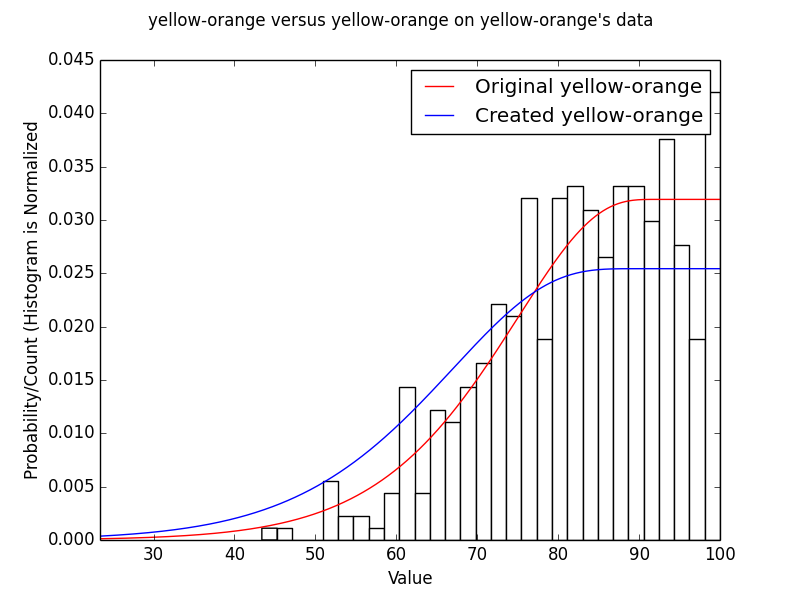 yellow-orange versus yellow-orange on yellow-orange's data
Probability/Count (Histogram is Normalized
0.045
0.040
0.035
0.030
0.025
0.020
0.015
0.010
0.005
0.000
Original yellow-orange
Created yellow-orange
30 40 50 60 70 80 90 100
Value